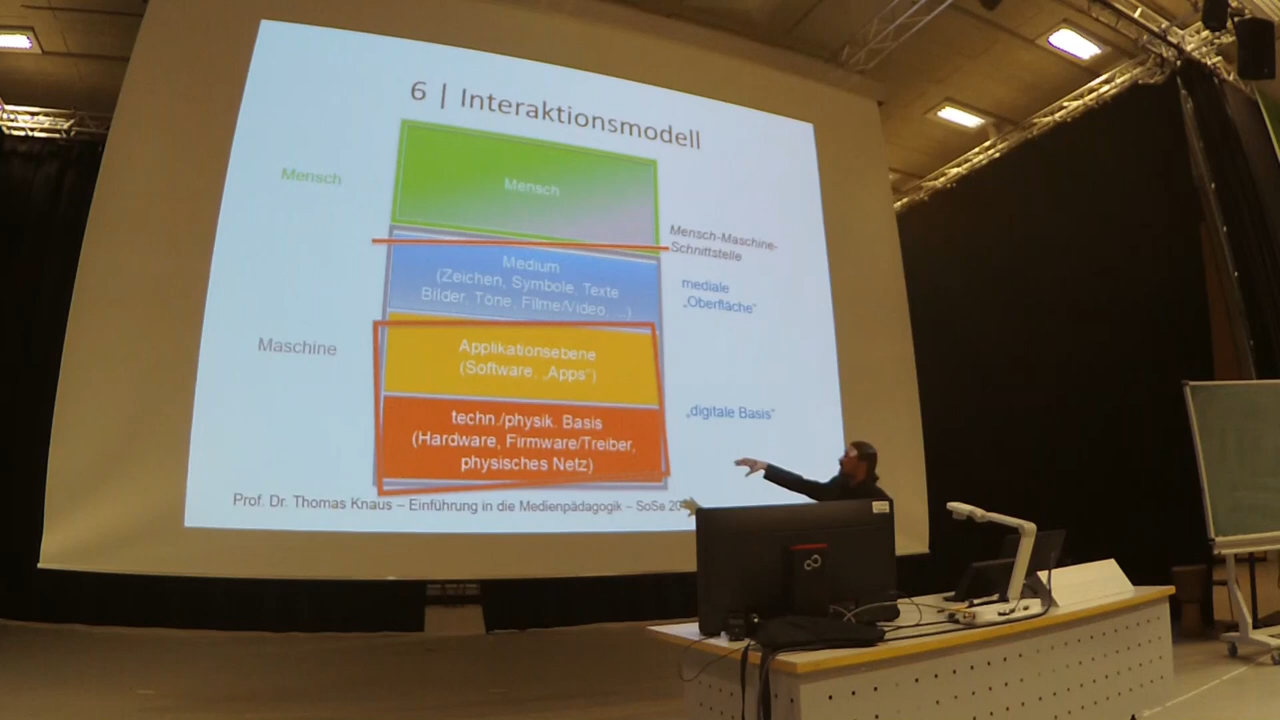 6 | Interaktionsmodell
Mensch
Mensch
Mensch-Maschine-
Schnittstelle
Medium
(Zeichen, Symbole, Texte
Bilder, Töne, Filme/Video, ...)
mediale
„Oberfläche“
Maschine
Applikationsebene
(Software, „Apps“)
techn./physik. Basis
(Hardware, Firmware/Treiber,
physisches Netz)
„digitale Basis“
Prof. Dr. Thomas Knaus – Einführung in die Medienpädagogik – SoSe